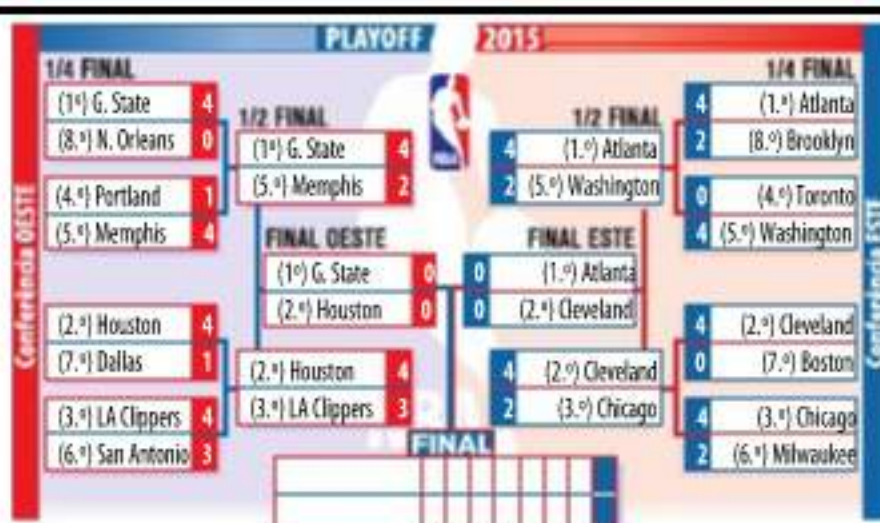 PLAYOFF 2015
1/4 FINAL
(1º) G. State 4
(8.º) N. Orleans 0
(4.º) Portland 1
(5.º) Memphis 4
(2.º) Houston 4
(7.º) Dallas 1
(3.º) LA Clippers 4
(6.º) San Antonio 3
1/2 FINAL
(1º) G. State 4
(5.º) Memphis 2
(2.º) Houston 4
(3.º) LA Clippers 3
FINAL OESTE
(1º) G. State 0
(2.º) Houston 0
FINAL ESTE
0 (1.º) Atlanta
0 (2.º) Cleveland
1/2 FINAL
4 (1.º) Atlanta
2 (5.º) Washington
4 (2.º) Cleveland
2 (3.º) Chicago
1/4 FINAL
4 (1.º) Atlanta
2 (8.º) Brooklyn
0 (4.º) Toronto
4 (5.º) Washington
4 (2.º) Cleveland
0 (7.º) Boston
4 (3.º) Chicago
2 (6.º) Milwaukee
FINAL
Conferência OESTE
Conferência ESTE
NBA